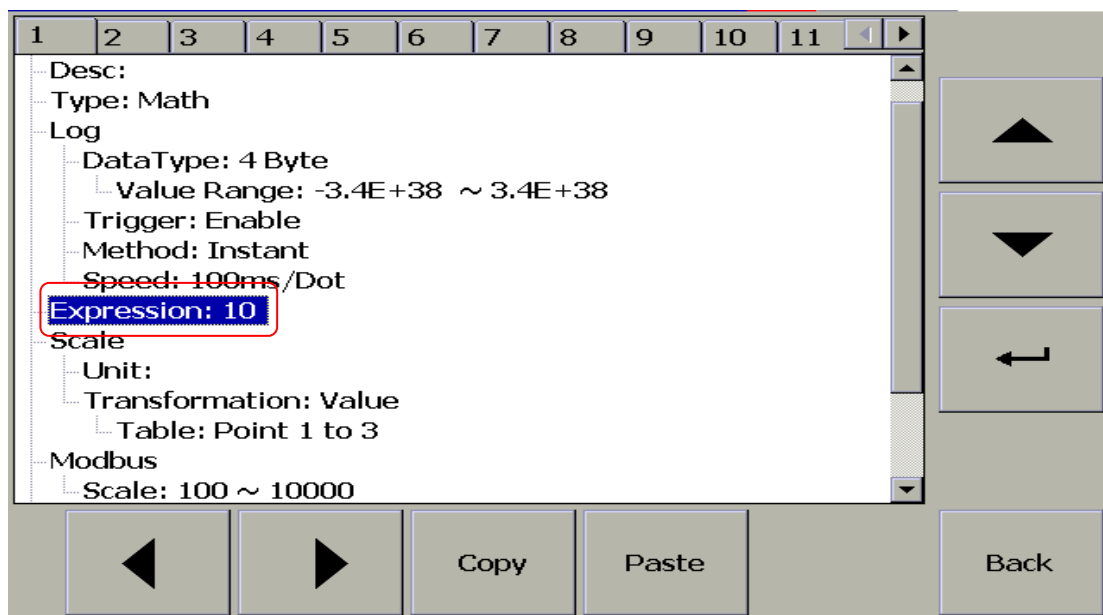 1 2 3 4 5 6 7 8 9 10 11
Desc:
Type: Math
Log
DataType: 4 Byte
Value Range: -3.4E+38 ~ 3.4E+38
Trigger: Enable
Method: Instant
Speed: 100ms/Dot
Expression: 10
Scale
Unit:
Transformation: Value
Table: Point 1 to 3
Modbus
Scale: 100 ~ 10000
Copy Paste Back